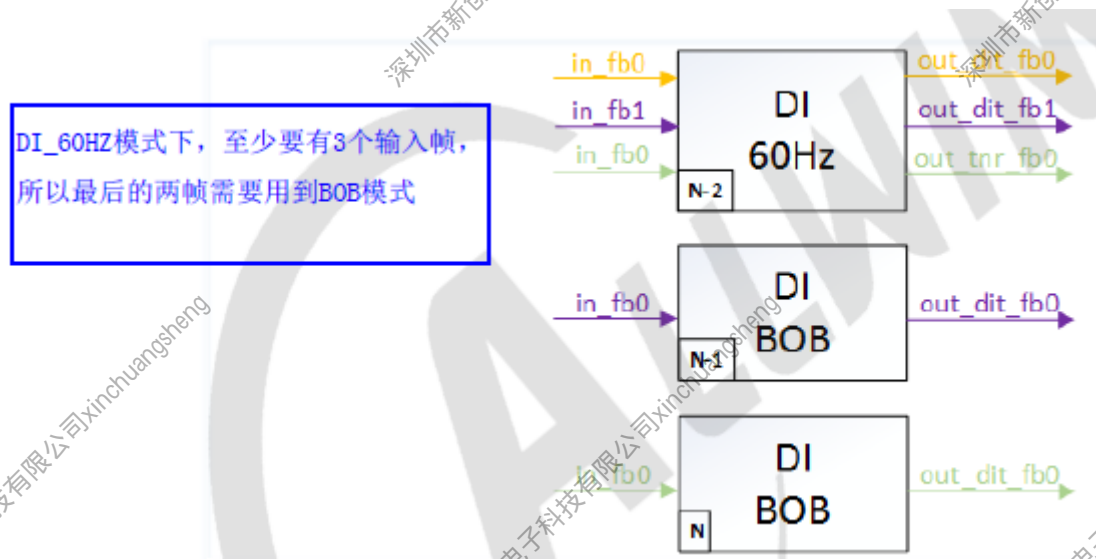 DI_60HZ模式下，至少要有3个输入帧，
所以最后的两帧需要用到BOB模式
in_fb0
in_fb1
in_fb0
DI
60Hz
N-2
out_dit_fb0
out_dit_fb1
out_tnr_fb0
in_fb0
DI
BOB
N-1
out_dit_fb0
in_fb0
DI
BOB
N
out_dit_fb0
ALLWIN
深圳市新创
深圳市新创
技有限公司xinchuangsheng
电子科技有限公司xinchuangsheng